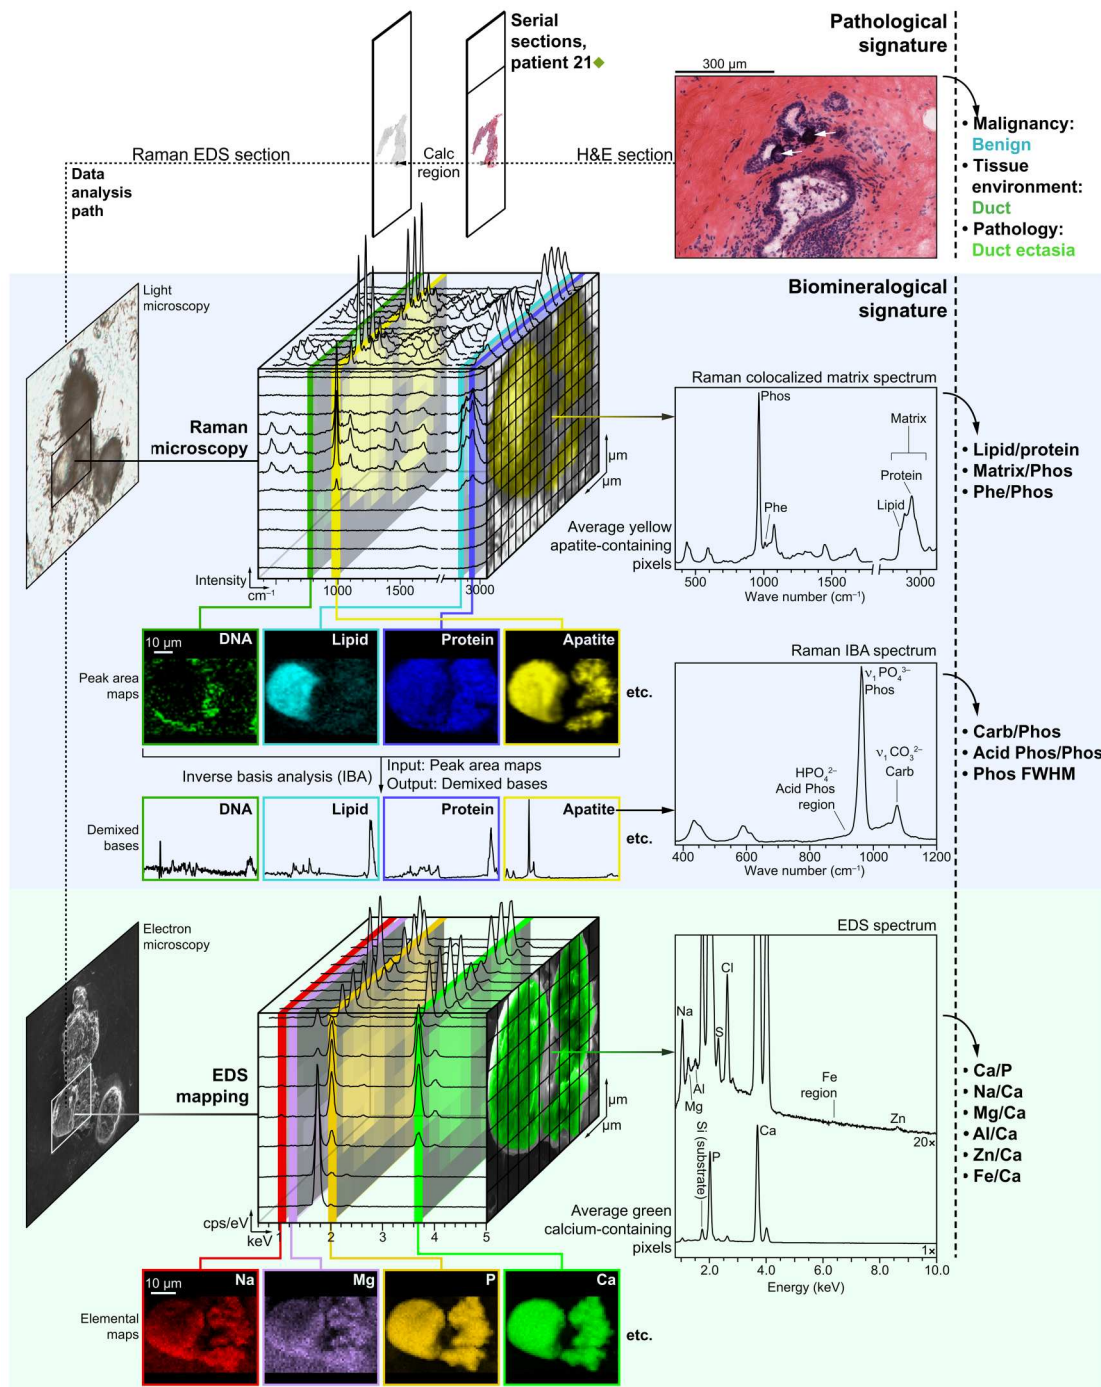 Serial
sections,
patient 21
Pathological
signature
300 µm
Raman EDS section
Calc
region
H&E section
Data
analysis
path
• Malignancy:
Benign
• Tissue
environment:
Duct
• Pathology:
Duct ectasia
Light
microscopy
Biomineralogical
signature
Raman
microscopy
µm
µm
Raman colocalized matrix spectrum
Phos
Matrix
Protein
Lipid
Phe
500 1000 1500 3000
Wave number (cm⁻¹)
Average yellow
apatite-containing
pixels
• Lipid/protein
• Matrix/Phos
• Phe/Phos
Intensity
cm⁻¹
1000 1500 3000
Peak area
maps
10 µm
DNA
Lipid
Protein
Apatite
etc.
Inverse basis analysis (IBA)
Input: Peak area maps
Output: Demixed bases
Demixed
bases
DNA
Lipid
Protein
Apatite
etc.
Raman IBA spectrum
ν₁ PO₄³⁻
Phos
ν₁ CO₃²⁻
Carb
HPO₄²⁻
Acid Phos
region
400 600 800 1000 1200
Wave number (cm⁻¹)
• Carb/Phos
• Acid Phos/Phos
• Phos FWHM
Electron
microscopy
EDS
mapping
µm
µm
cps/eV
keV
1 2 3 4 5
EDS spectrum
Na
Mg
Al
S
Cl
Fe
region
Zn
20×
Si (substrate)
P
Ca
1×
2.0 4.0 6.0 8.0 10.0
Energy (keV)
Average green
calcium-containing
pixels
• Ca/P
• Na/Ca
• Mg/Ca
• Al/Ca
• Zn/Ca
• Fe/Ca
Elemental
maps
10 µm
Na
Mg
P
Ca
etc.